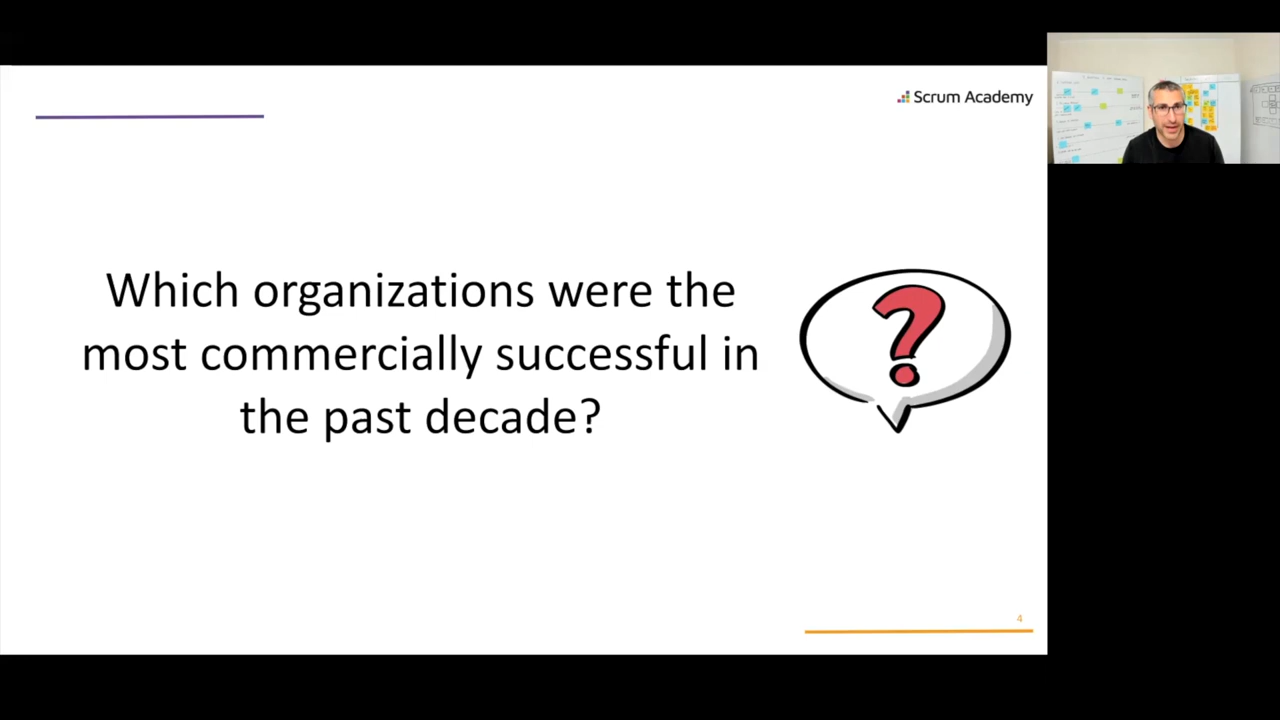 Scrum Academy
Which organizations were the
most commercially successful in
the past decade?
4